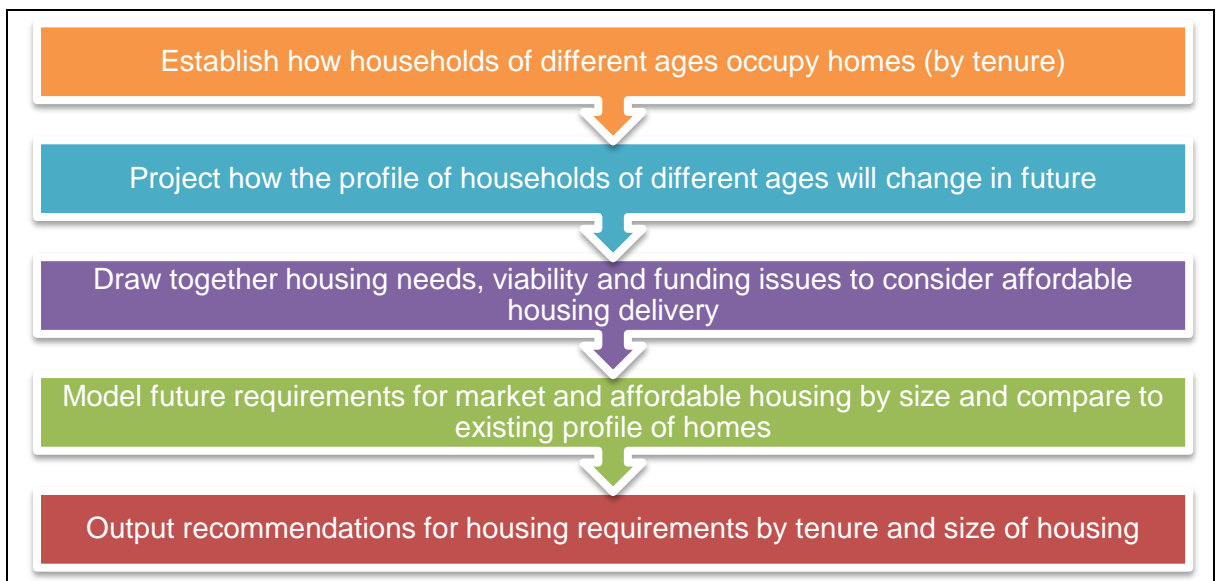 Establish how households of different ages occupy homes (by tenure)
Project how the profile of households of different ages will change in future
Draw together housing needs, viability and funding issues to consider affordable
housing delivery
Model future requirements for market and affordable housing by size and compare to
existing profile of homes
Output recommendations for housing requirements by tenure and size of housing